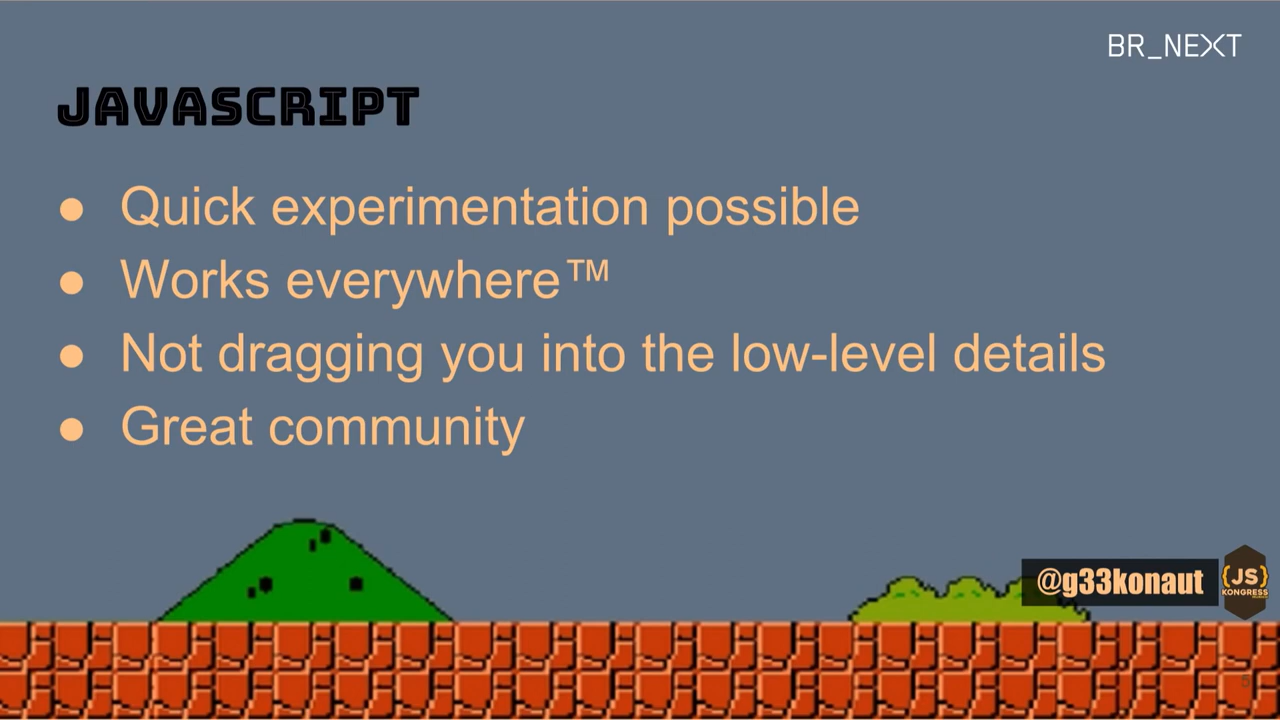 BR_NEXT
JAVASCRIPT
● Quick experimentation possible
● Works everywhere™
● Not dragging you into the low-level details
● Great community
@g33konaut
{JS}
KONGRESS
5